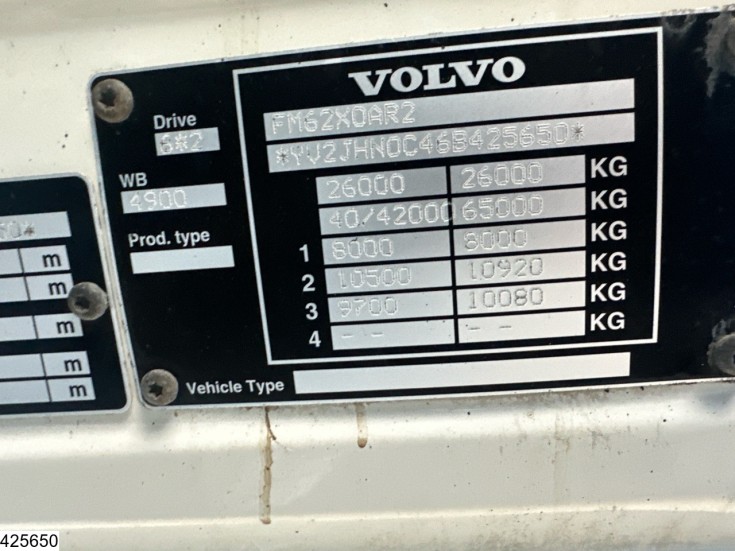 VOLVO
Drive
6*2
FM62X0AR2
*YV2JHN0C46B425650*
WB
4900
26000 26000 KG
40/42000 65000 KG
Prod. type
1 8000 8000 KG
2 10500 10920 KG
3 9700 10080 KG
4 - - - - KG
Vehicle Type
50*
m
m
m
m
m
425650